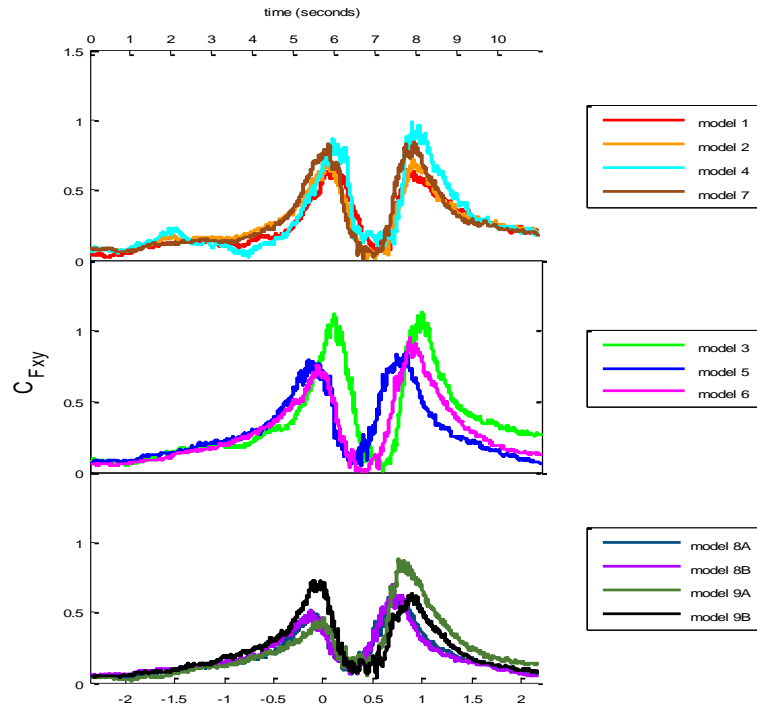 time (seconds)
0 1 2 3 4 5 6 7 8 9 10
1.5
1
0.5
0
model 1
model 2
model 4
model 7
1
0.5
0
C Fxy
model 3
model 5
model 6
1
0.5
0
model 8A
model 8B
model 9A
model 9B
-2 -1.5 -1 -0.5 0 0.5 1 1.5 2